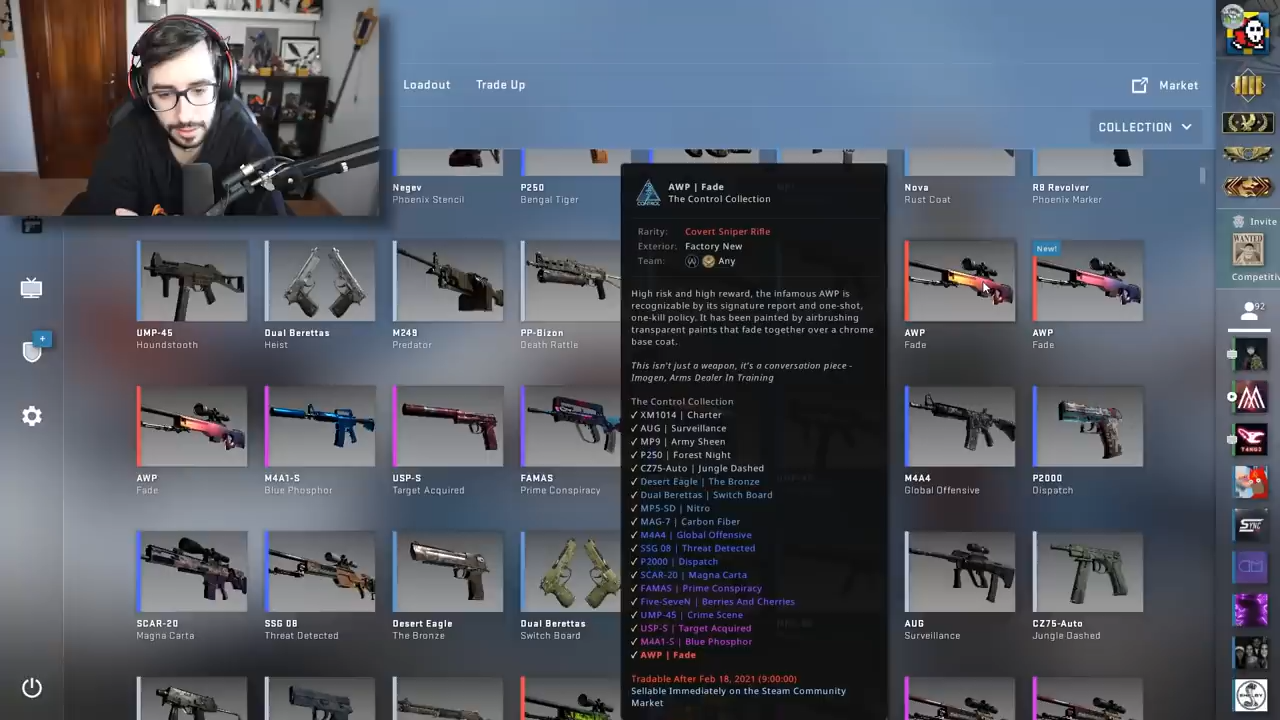 Loadout
Trade Up
Market
COLLECTION
Negev
Phoenix Stencil
P250
Bengal Tiger
Nova
Rust Coat
R8 Revolver
Phoenix Marker
CONTROL
AWP | Fade
The Control Collection
Rarity: Covert Sniper Rifle
Exterior: Factory New
Team: Any
High risk and high reward, the infamous AWP is
recognizable by its signature report and one-shot,
one-kill policy. It has been painted by airbrushing
transparent paints that fade together over a chrome
base coat.
This isn't just a weapon, it's a conversation piece -
Imogen, Arms Dealer In Training
The Control Collection
✓ XM1014 | Charter
✓ AUG | Surveillance
✓ MP9 | Army Sheen
✓ P250 | Forest Night
✓ CZ75-Auto | Jungle Dashed
✓ Desert Eagle | The Bronze
✓ Dual Berettas | Switch Board
✓ MP5-SD | Nitro
✓ MAG-7 | Carbon Fiber
✓ M4A4 | Global Offensive
✓ SSG 08 | Threat Detected
✓ P2000 | Dispatch
✓ SCAR-20 | Magna Carta
✓ FAMAS | Prime Conspiracy
✓ Five-SeveN | Berries And Cherries
✓ UMP-45 | Crime Scene
✓ USP-S | Target Acquired
✓ M4A1-S | Blue Phosphor
✓ AWP | Fade
Tradable After Feb 18, 2021 (9:00:00)
Sellable Immediately on the Steam Community
Market
UMP-45
Houndstooth
Dual Berettas
Heist
M249
Predator
PP-Bizon
Death Rattle
AWP
Fade
New!
AWP
Fade
AWP
Fade
M4A1-S
Blue Phosphor
USP-S
Target Acquired
FAMAS
Prime Conspiracy
M4A4
Global Offensive
P2000
Dispatch
SCAR-20
Magna Carta
SSG 08
Threat Detected
Desert Eagle
The Bronze
Dual Berettas
Switch Board
AUG
Surveillance
CZ75-Auto
Jungle Dashed
Invite
WANTED
Competitiv
92
SYNC
SHELBY